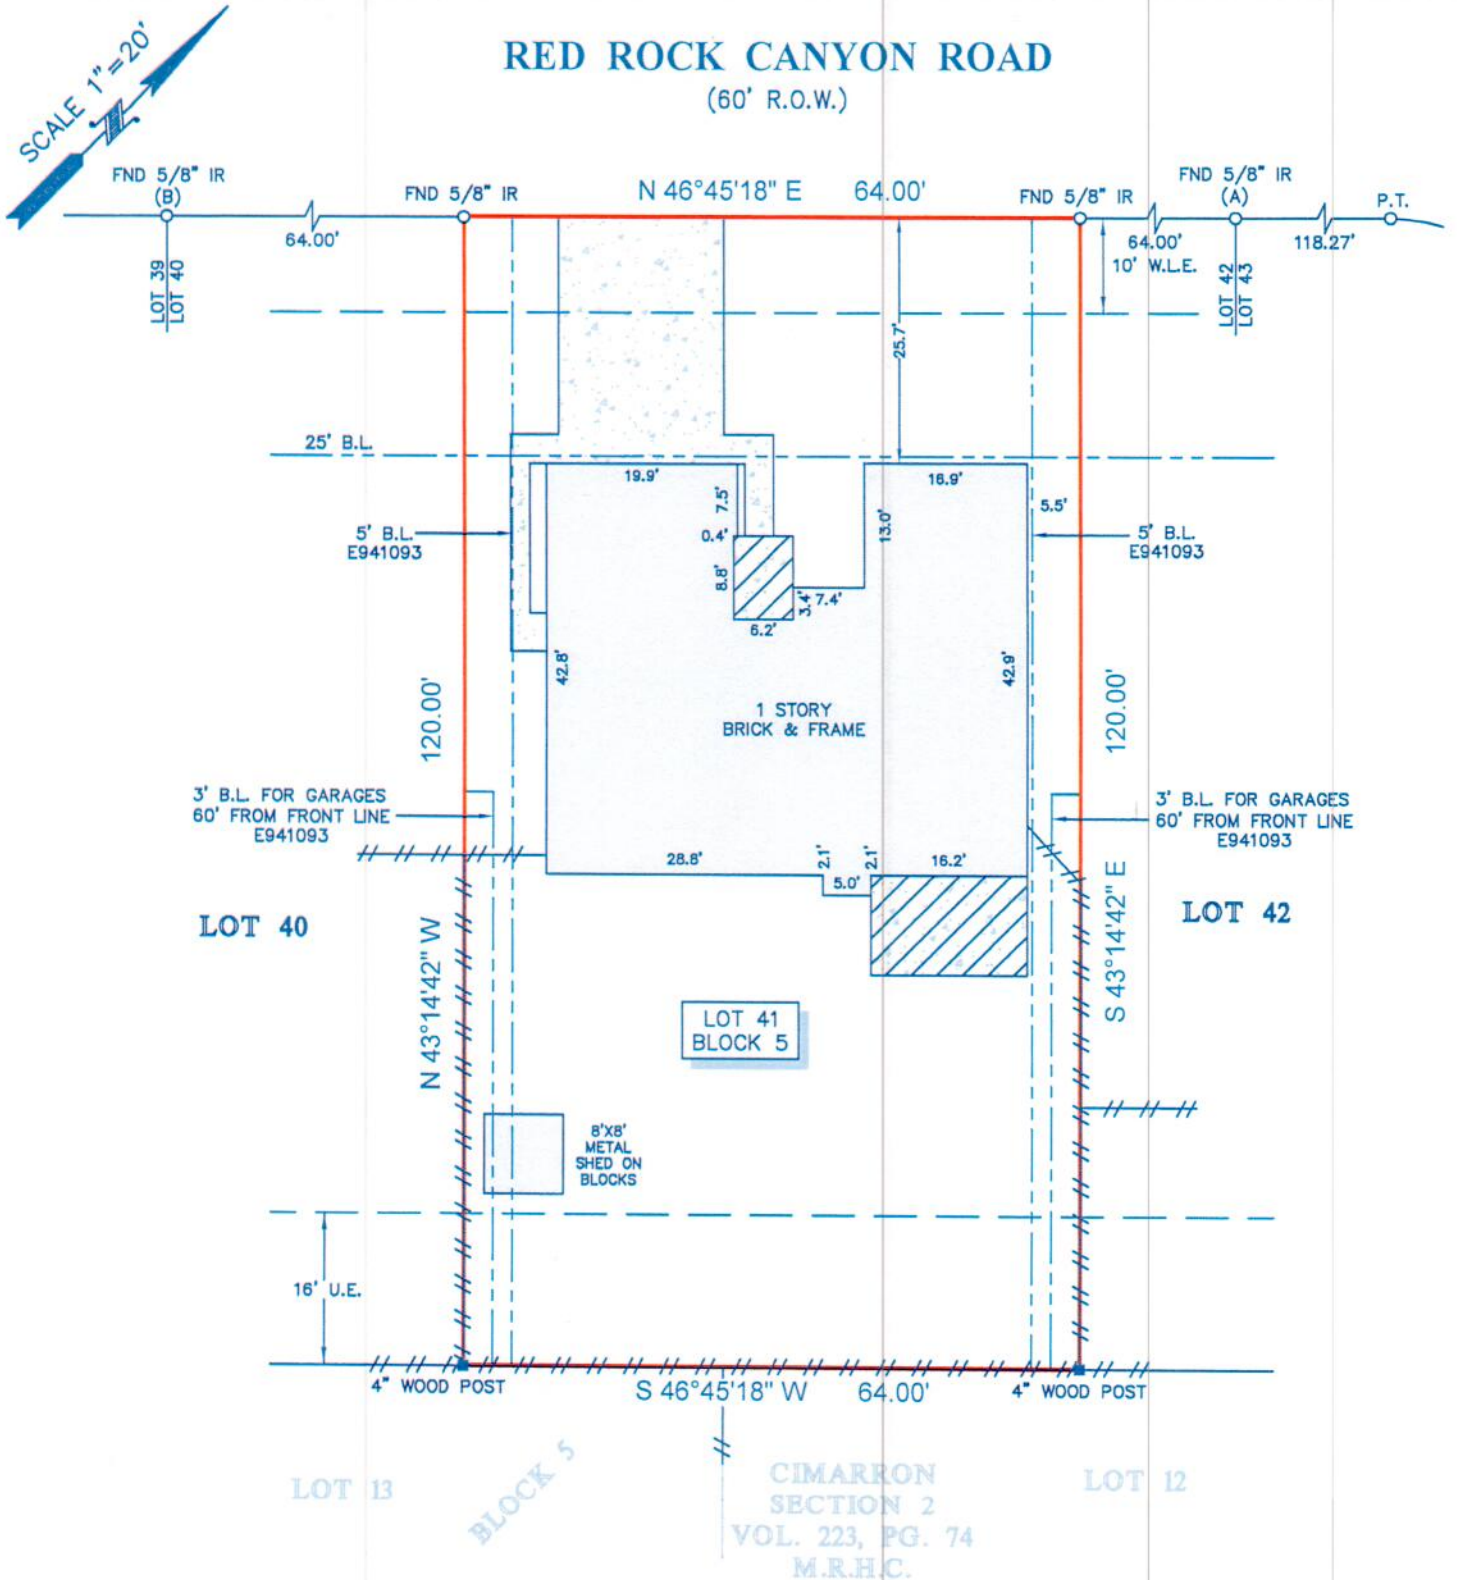 RED ROCK CANYON ROAD
(60' R.O.W.)
SCALE 1"=20'
N
FND 5/8" IR
(B)
FND 5/8" IR
N 46°45'18" E 64.00'
FND 5/8" IR
FND 5/8" IR
(A)
P.T.
64.00'
64.00'
118.27'
10' W.L.E.
LOT 39
LOT 40
LOT 42
LOT 43
25.7'
25' B.L.
19.9'
16.9'
7.5'
5.5'
5' B.L.
E941093
0.4'
13.0'
5' B.L.
E941093
8.8'
3.4'
7.4'
6.2'
42.8'
42.9'
120.00'
1 STORY
BRICK & FRAME
120.00'
3' B.L. FOR GARAGES
60' FROM FRONT LINE
E941093
3' B.L. FOR GARAGES
60' FROM FRONT LINE
E941093
28.8'
2.1'
5.0'
2.1'
16.2'
LOT 40
LOT 42
N 43°14'42" W
S 43°14'42" E
LOT 41
BLOCK 5
8'X8'
METAL
SHED ON
BLOCKS
16' U.E.
4" WOOD POST
S 46°45'18" W 64.00'
4" WOOD POST
LOT 13
BLOCK 5
CIMARRON
SECTION 2
VOL. 223, PG. 74
M.R.H.C.
LOT 12